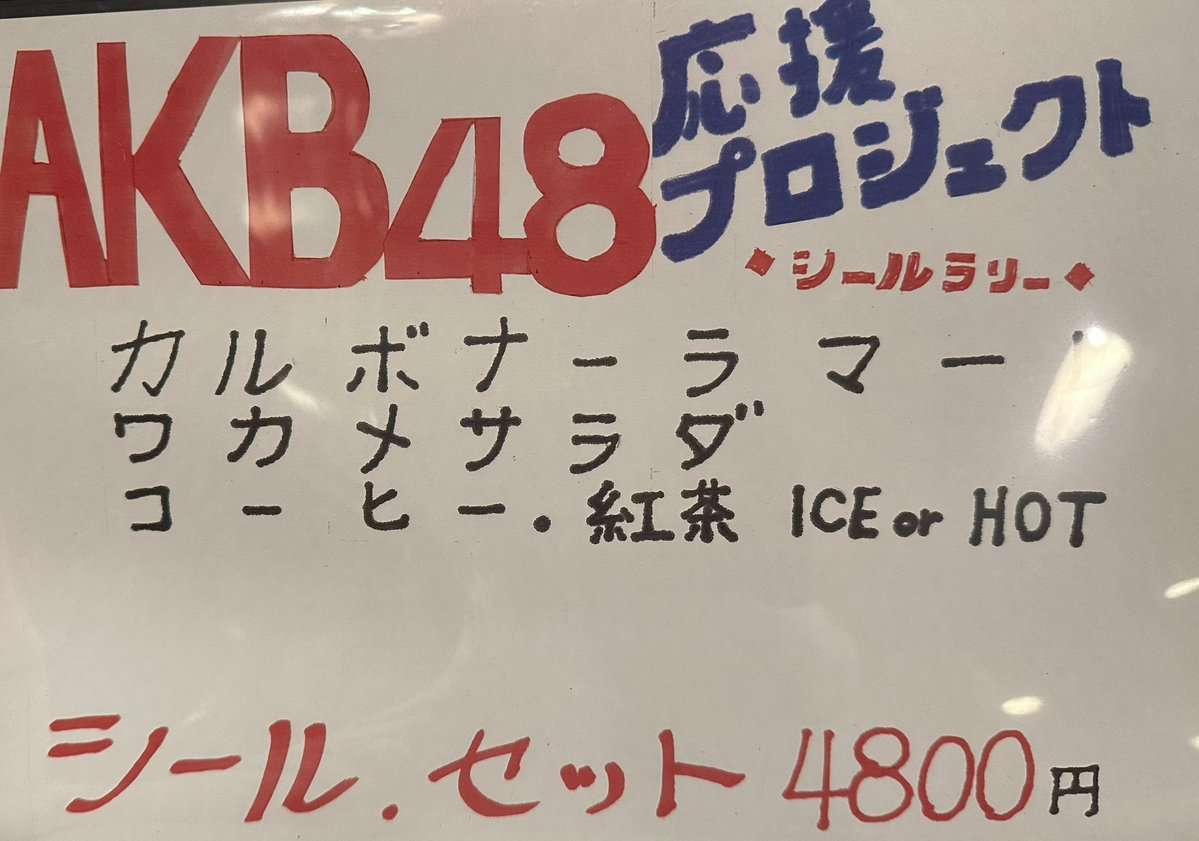 AKB48 応援
プロジェクト
◆シールラリー◆
カルボナーラマー
ワカメサラダ
コーヒー・紅茶 ICE or HOT
シール.セット 4800円